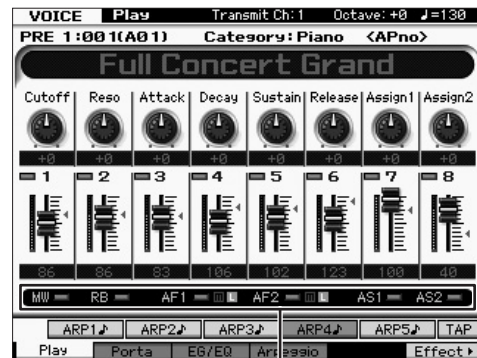 VOICE Play Transmit Ch:1 Octave:+0 ♩=130
PRE 1:001(A01) Category:Piano <APno>
Full Concert Grand
Cutoff Reso Attack Decay Sustain Release Assign1 Assign2
+0 +0 +0 +0 +0 +0 +0 +0
1 2 3 4 5 6 7 8
86 86 83 106 102 123 100 40
MW RB AF1 m L AF2 m L AS1 AS2
ARP1♪ ARP2♪ ARP3♪ ARP4♪ ARP5♪ TAP
Play Porta EG/EQ Arpeggio Effect▸